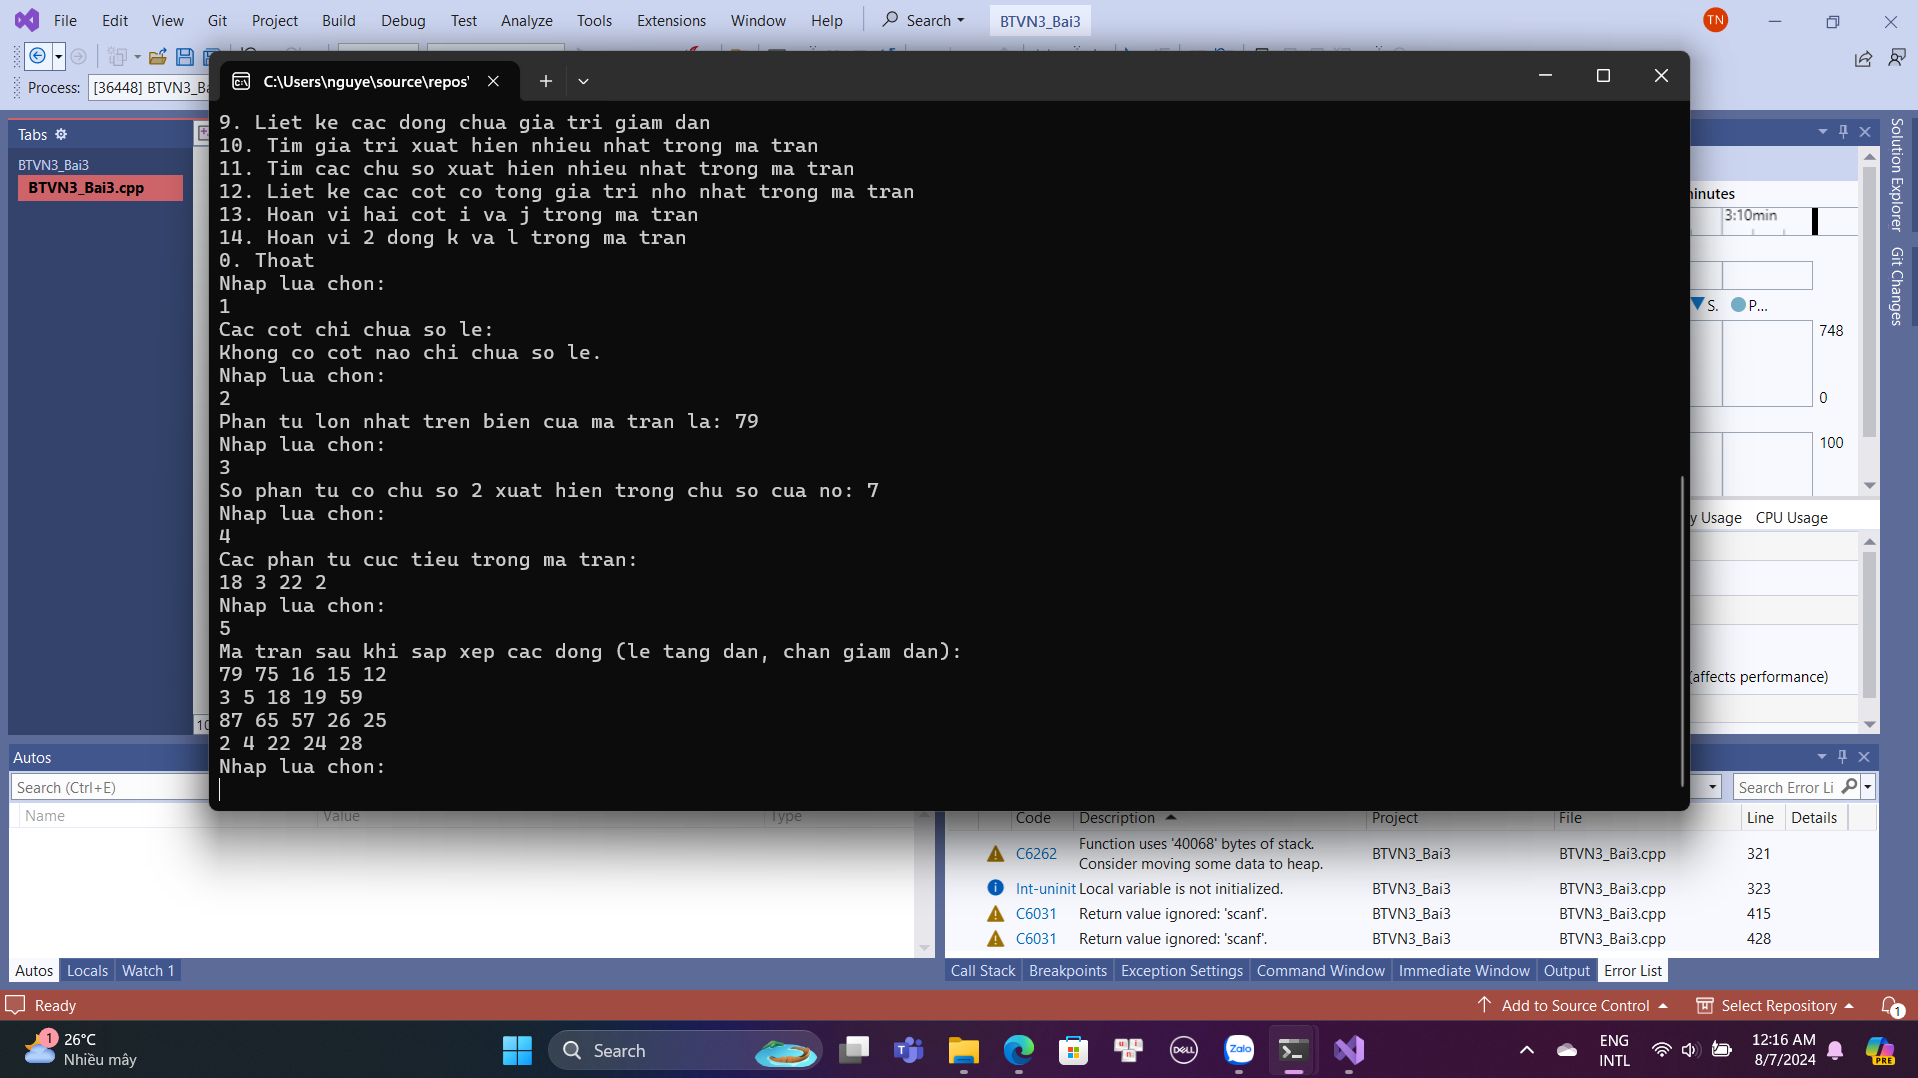 File Edit View Git Project Build Debug Test Analyze Tools Extensions Window Help Search BTVN3_Bai3 TN
Process: [36448] BTVN3_Ba
C:\Users\nguye\source\repos\
Tabs
BTVN3_Bai3
BTVN3_Bai3.cpp
9. Liet ke cac dong chua gia tri giam dan
10. Tim gia tri xuat hien nhieu nhat trong ma tran
11. Tim cac chu so xuat hien nhieu nhat trong ma tran
12. Liet ke cac cot co tong gia tri nho nhat trong ma tran
13. Hoan vi hai cot i va j trong ma tran
14. Hoan vi 2 dong k va l trong ma tran
0. Thoat
Nhap lua chon:
1
Cac cot chi chua so le:
Khong co cot nao chi chua so le.
Nhap lua chon:
2
Phan tu lon nhat tren bien cua ma tran la: 79
Nhap lua chon:
3
So phan tu co chu so 2 xuat hien trong chu so cua no: 7
Nhap lua chon:
4
Cac phan tu cuc tieu trong ma tran:
18 3 22 2
Nhap lua chon:
5
Ma tran sau khi sap xep cac dong (le tang dan, chan giam dan):
79 75 16 15 12
3 5 18 19 59
87 65 57 26 25
2 4 22 24 28
Nhap lua chon:
10
minutes
3:10min
S. P...
748
0
100
y Usage CPU Usage
(affects performance)
Solution Explorer
Git Changes
Autos
Search (Ctrl+E)
Name Value Type
Autos Locals Watch 1
Search Error Li
Code Description Project File Line Details
C6262 Function uses '40068' bytes of stack. Consider moving some data to heap. BTVN3_Bai3 BTVN3_Bai3.cpp 321
Int-uninit Local variable is not initialized. BTVN3_Bai3 BTVN3_Bai3.cpp 323
C6031 Return value ignored: 'scanf'. BTVN3_Bai3 BTVN3_Bai3.cpp 415
C6031 Return value ignored: 'scanf'. BTVN3_Bai3 BTVN3_Bai3.cpp 428
Call Stack Breakpoints Exception Settings Command Window Immediate Window Output Error List
Ready Add to Source Control Select Repository 1
1 26°C
Nhiều mây
Search
DELL
Zalo
ENG
INTL
12:16 AM
8/7/2024
PRE